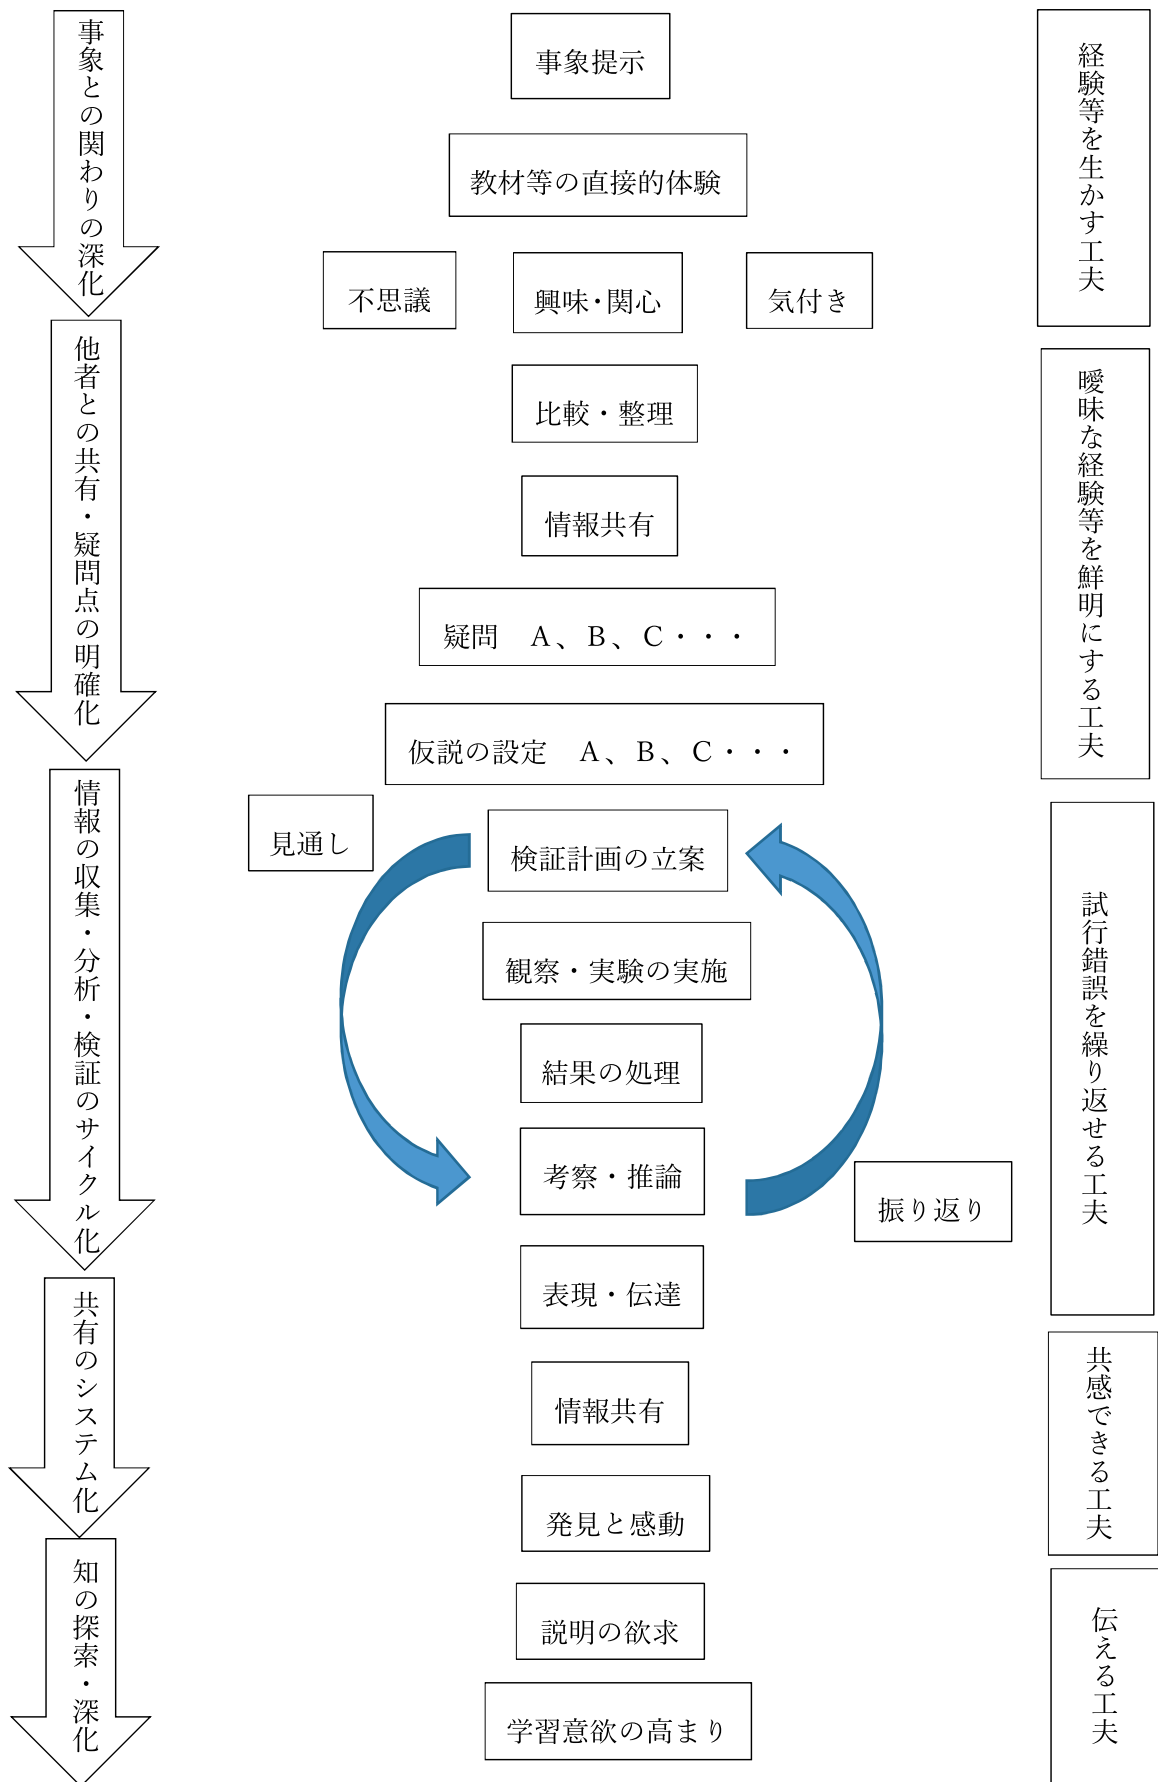 事象との関わりの深化
事象提示
経験等を生かす工夫
教材等の直接的体験
不思議
興味・関心
気付き
他者との共有・疑問点の明確化
比較・整理
曖昧な経験等を鮮明にする工夫
情報共有
疑問　Ａ、Ｂ、Ｃ・・・
仮説の設定　Ａ、Ｂ、Ｃ・・・
情報の収集・分析・検証のサイクル化
見通し
検証計画の立案
試行錯誤を繰り返せる工夫
観察・実験の実施
結果の処理
考察・推論
振り返り
表現・伝達
共有のシステム化
情報共有
共感できる工夫
発見と感動
知の探索・深化
説明の欲求
伝える工夫
学習意欲の高まり